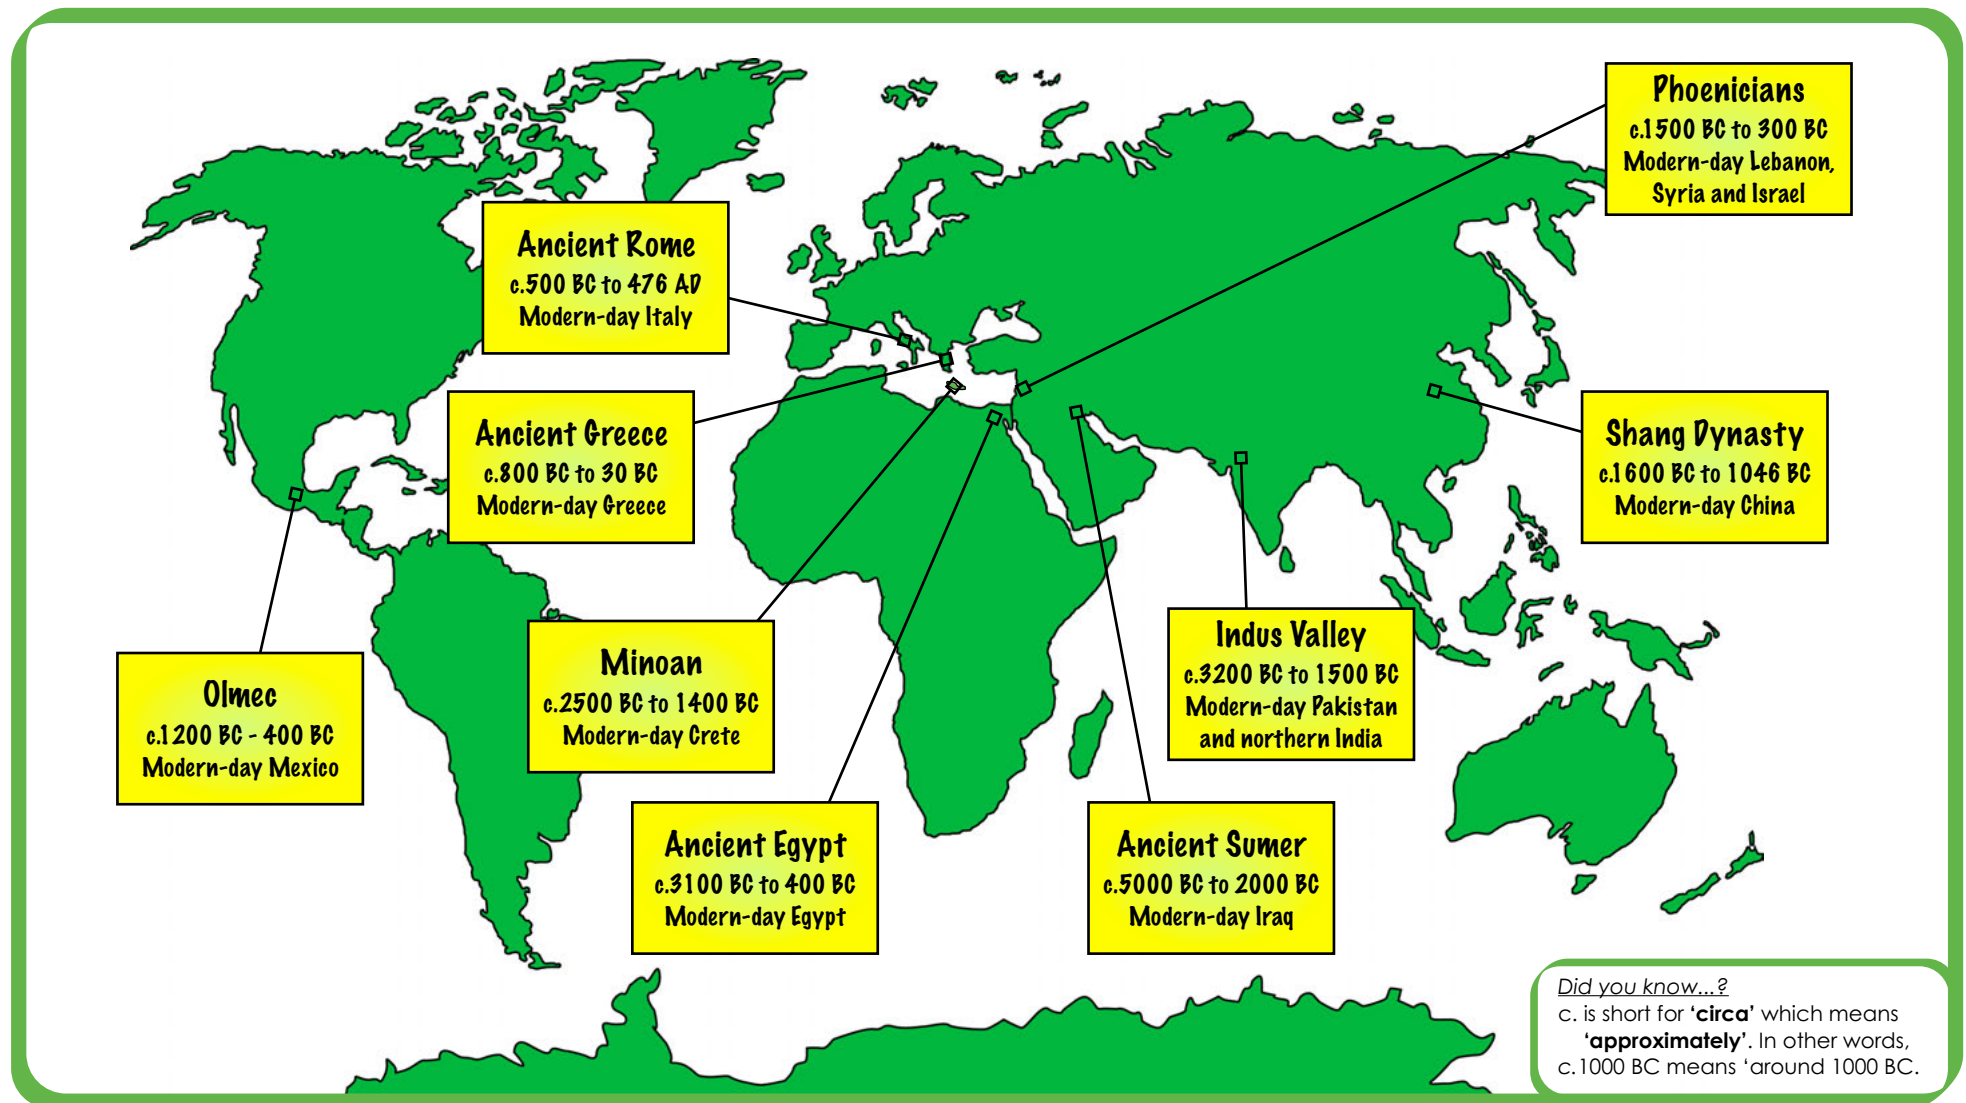 Phoenicians
c.1500 BC to 300 BC
Modern-day Lebanon,
Syria and Israel
Ancient Rome
c.500 BC to 476 AD
Modern-day Italy
Ancient Greece
c.800 BC to 30 BC
Modern-day Greece
Shang Dynasty
c.1600 BC to 1046 BC
Modern-day China
Olmec
c.1200 BC - 400 BC
Modern-day Mexico
Minoan
c.2500 BC to 1400 BC
Modern-day Crete
Indus Valley
c.3200 BC to 1500 BC
Modern-day Pakistan
and northern India
Ancient Egypt
c.3100 BC to 400 BC
Modern-day Egypt
Ancient Sumer
c.5000 BC to 2000 BC
Modern-day Iraq
Did you know...?
c. is short for ‘circa’ which means
‘approximately’. In other words,
c.1000 BC means ‘around 1000 BC.